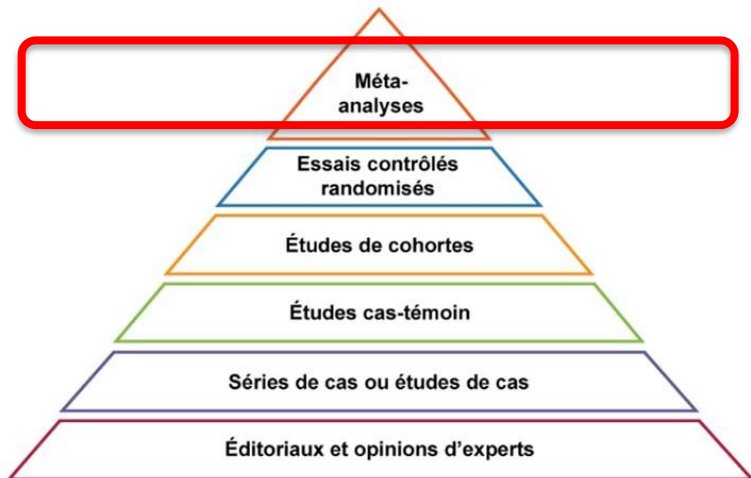 Méta-
analyses
Essais contrôlés
randomisés
Études de cohortes
Études cas-témoin
Séries de cas ou études de cas
Éditoriaux et opinions d’experts